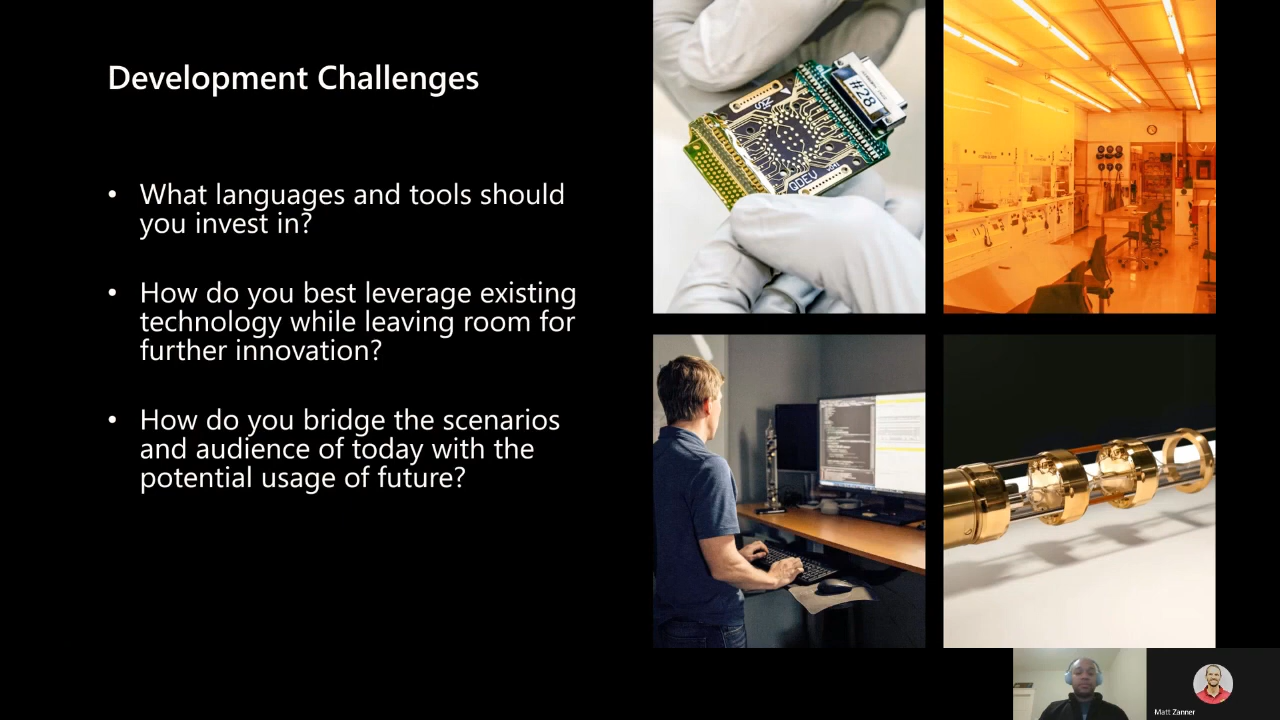 Development Challenges
• What languages and tools should
you invest in?
• How do you best leverage existing
technology while leaving room for
further innovation?
• How do you bridge the scenarios
and audience of today with the
potential usage of future?
#28
QDEV
Matt Zanner